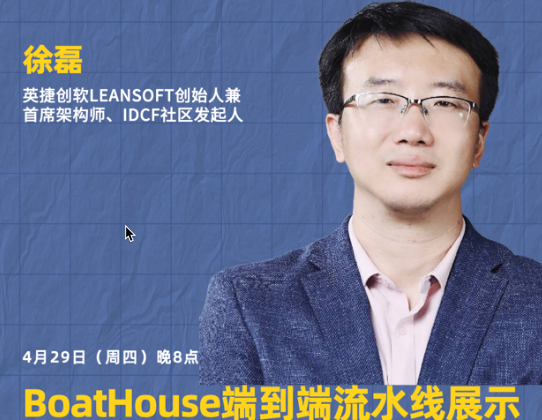 徐磊
英捷创软LEANSOFT创始人兼
首席架构师、IDCF社区发起人
4月29日（周四）晚8点
BoatHouse端到端流水线展示